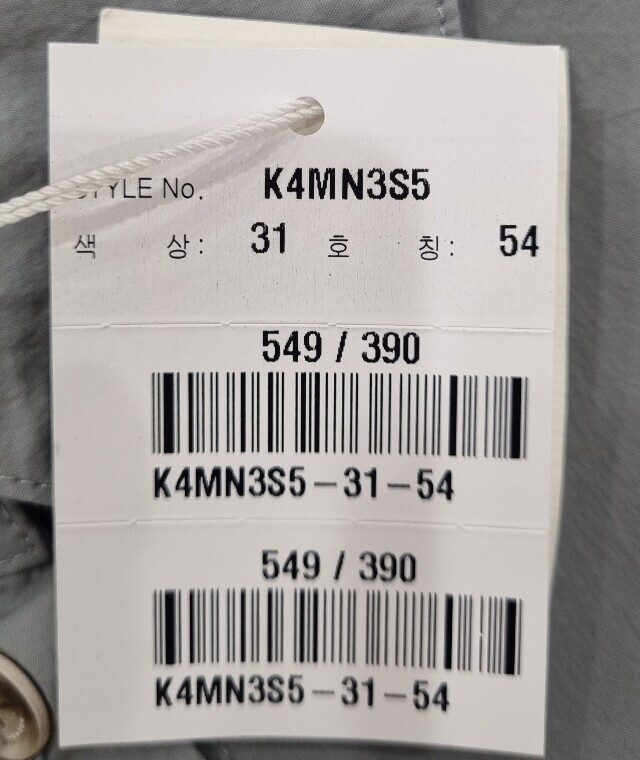 STYLE No. K4MN3S5
색 상: 31 호 칭: 54
549 / 390
K4MN3S5-31-54
549 / 390
K4MN3S5-31-54